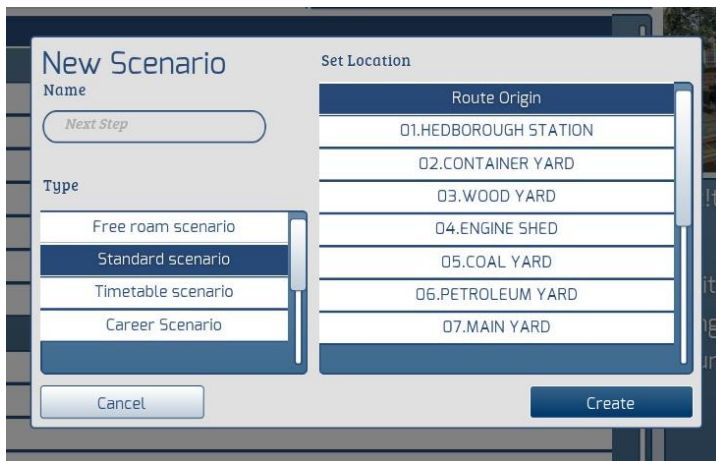 New Scenario
Name
Next Step
Type
Free roam scenario
Standard scenario
Timetable scenario
Career Scenario
Cancel
Set Location
Route Origin
01.HEDBOROUGH STATION
02.CONTAINER YARD
03.WOOD YARD
04.ENGINE SHED
05.COAL YARD
06.PETROLEUM YARD
07.MAIN YARD
Create